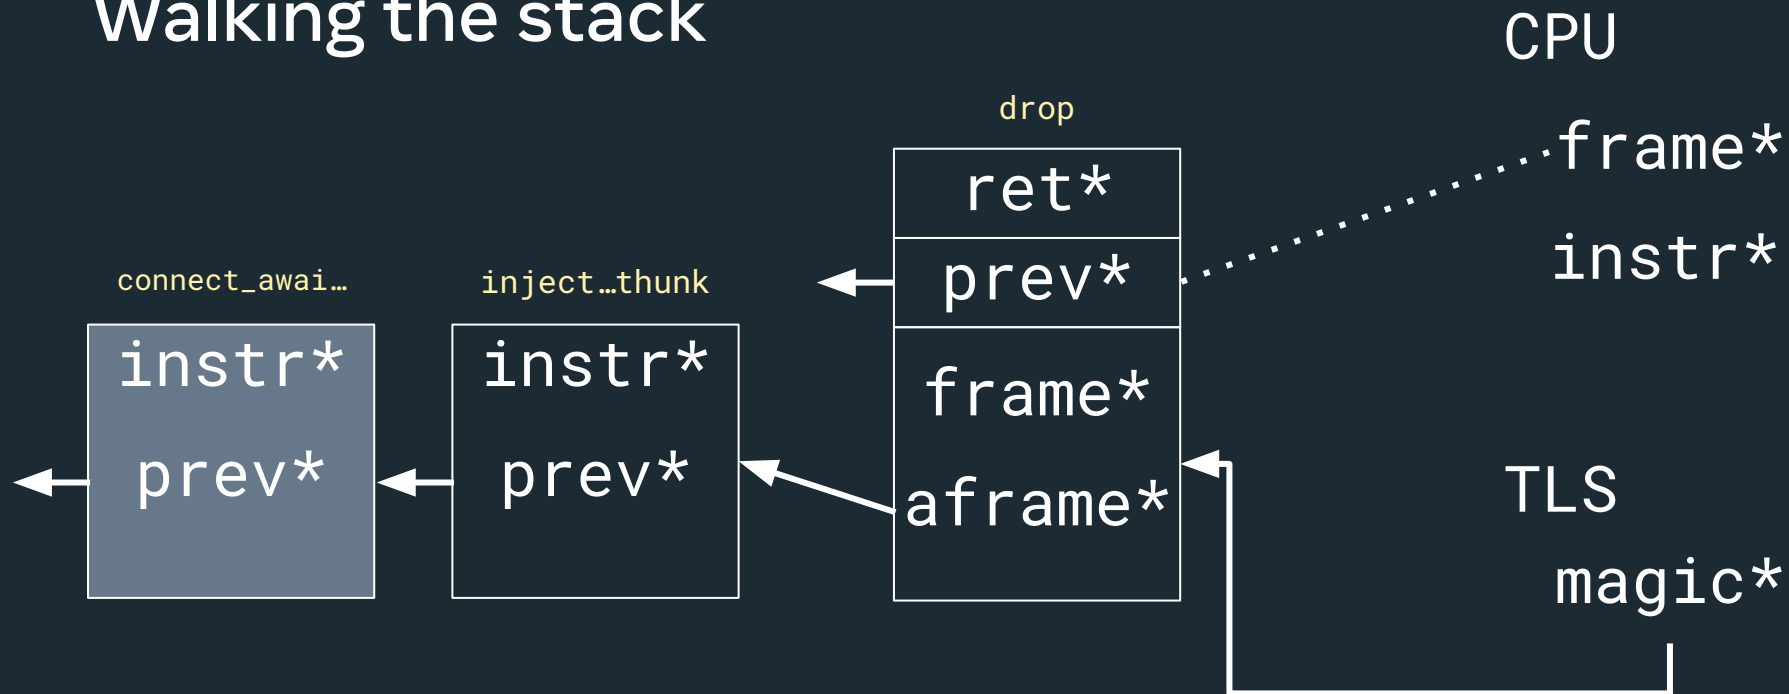 Walking the stack
CPU
frame*
instr*
drop
ret*
prev*
frame*
aframe*
inject…thunk
instr*
prev*
connect_awai…
instr*
prev*
TLS
magic*